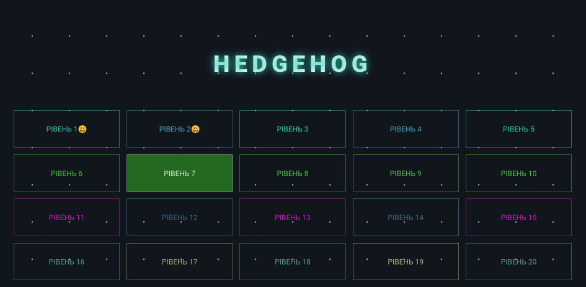 HEDGEHOG
РІВЕНЬ 1😃 РІВЕНЬ 2😃 РІВЕНЬ 3 РІВЕНЬ 4 РІВЕНЬ 5
РІВЕНЬ 6 РІВЕНЬ 7 РІВЕНЬ 8 РІВЕНЬ 9 РІВЕНЬ 10
РІВЕНЬ 11 РІВЕНЬ 12 РІВЕНЬ 13 РІВЕНЬ 14 РІВЕНЬ 15
РІВЕНЬ 16 РІВЕНЬ 17 РІВЕНЬ 18 РІВЕНЬ 19 РІВЕНЬ 20